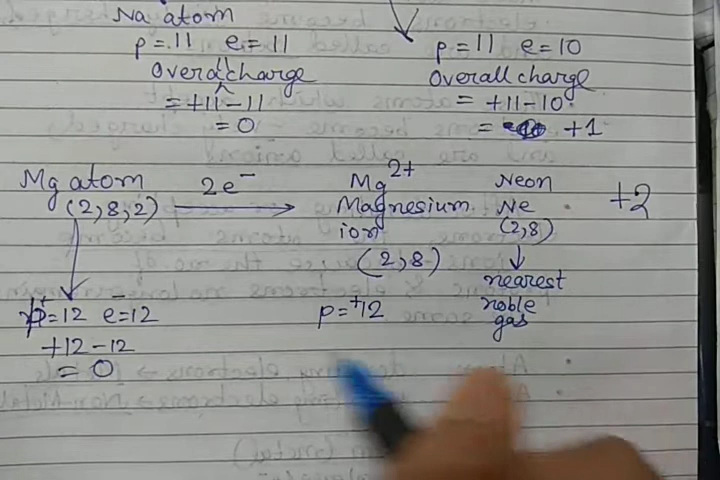 Na atom
p=11 e=11
Overall charge
=+11-11
=0
p=11 e=10
Overall charge
= +11-10
= +1
Mg atom
(2,8,2)
2e⁻
Mg²⁺
Magnesium
ion
(2,8)
Neon
Ne
(2,8)
nearest
noble
gas
+2
p=⁺12 e=⁻12
+12-12
= 0
p=⁺12